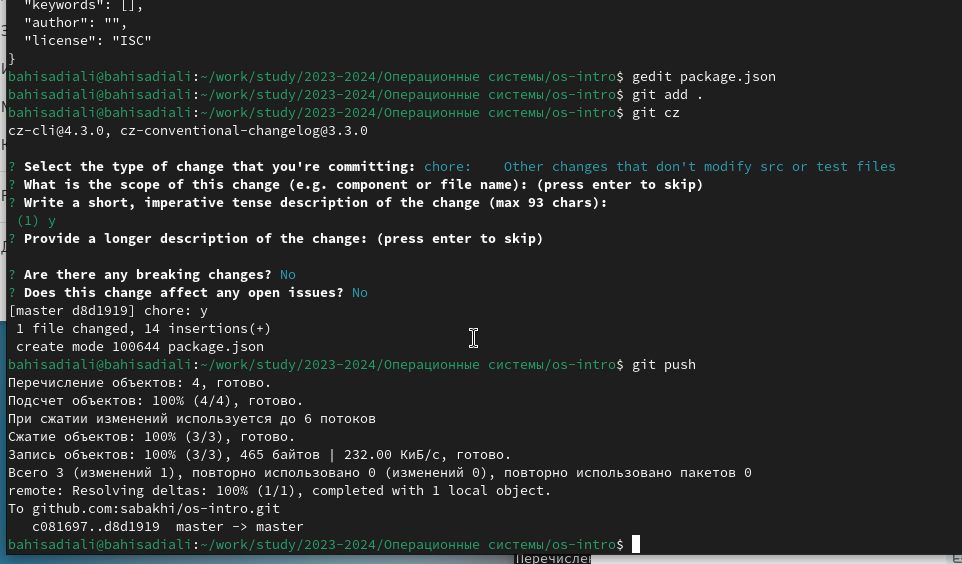 "keywords": [],
"author": "",
"license": "ISC"
}
bahisadiali@bahisadiali:~/work/study/2023-2024/Операционные системы/os-intro$ gedit package.json
bahisadiali@bahisadiali:~/work/study/2023-2024/Операционные системы/os-intro$ git add .
bahisadiali@bahisadiali:~/work/study/2023-2024/Операционные системы/os-intro$ git cz
cz-cli@4.3.0, cz-conventional-changelog@3.3.0
? Select the type of change that you're committing: chore:    Other changes that don't modify src or test files
? What is the scope of this change (e.g. component or file name): (press enter to skip)
? Write a short, imperative tense description of the change (max 93 chars):
(1) y
? Provide a longer description of the change: (press enter to skip)
? Are there any breaking changes? No
? Does this change affect any open issues? No
[master d8d1919] chore: y
1 file changed, 14 insertions(+)
create mode 100644 package.json
bahisadiali@bahisadiali:~/work/study/2023-2024/Операционные системы/os-intro$ git push
Перечисление объектов: 4, готово.
Подсчет объектов: 100% (4/4), готово.
При сжатии изменений используется до 6 потоков
Сжатие объектов: 100% (3/3), готово.
Запись объектов: 100% (3/3), 465 байтов | 232.00 КиБ/с, готово.
Всего 3 (изменений 1), повторно использовано 0 (изменений 0), повторно использовано пакетов 0
remote: Resolving deltas: 100% (1/1), completed with 1 local object.
To github.com:sabakhi/os-intro.git
c081697..d8d1919  master -> master
bahisadiali@bahisadiali:~/work/study/2023-2024/Операционные системы/os-intro$